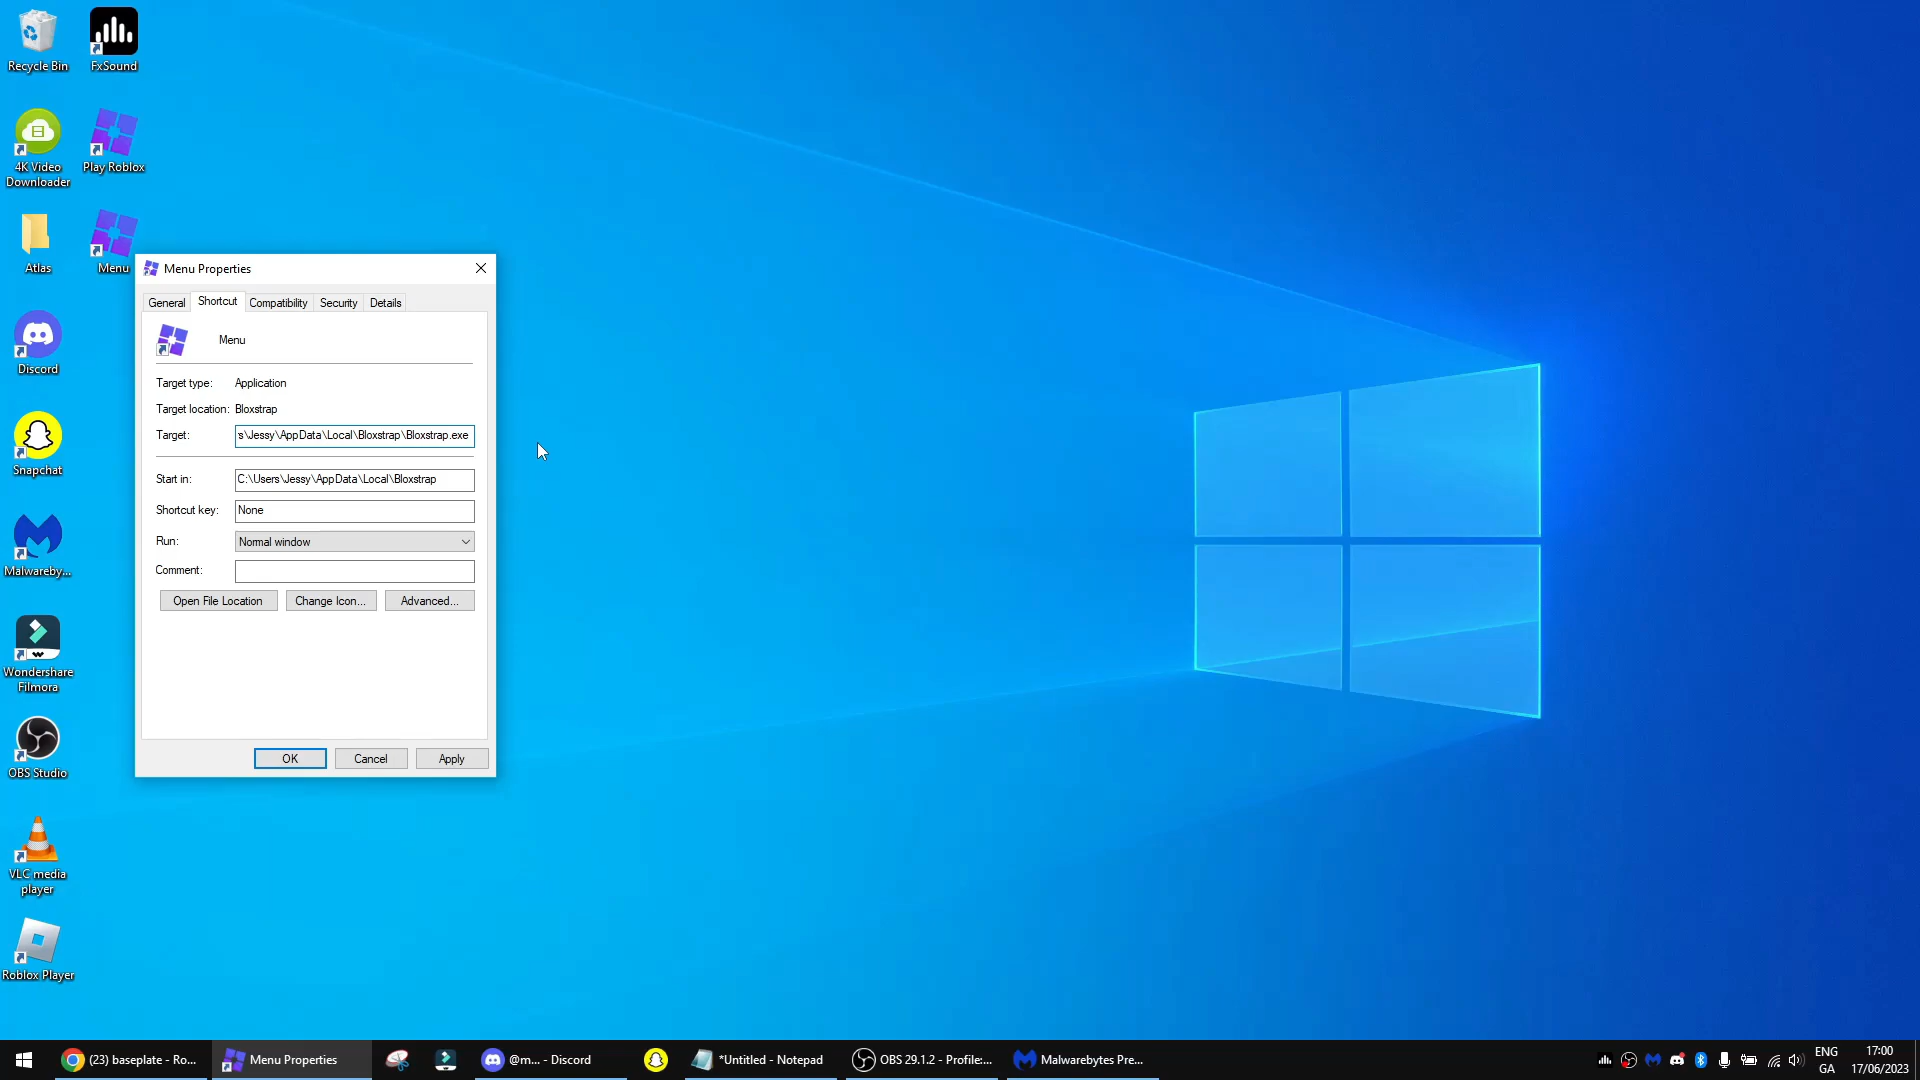 Recycle Bin
FxSound
4K Video
Downloader
Play Roblox
Atlas
Menu
Discord
Snapchat
Malwareby...
Wondershare
Filmora
OBS Studio
VLC media
player
Roblox Player
Menu Properties
General Shortcut Compatibility Security Details
Menu
Target type: Application
Target location: Bloxstrap
Target: s\Jessy\AppData\Local\Bloxstrap\Bloxstrap.exe
Start in: C:\Users\Jessy\AppData\Local\Bloxstrap
Shortcut key: None
Run: Normal window
Comment:
Open File Location Change Icon... Advanced...
OK Cancel Apply
(23) baseplate - Ro... Menu Properties @m... - Discord *Untitled - Notepad OBS 29.1.2 - Profile:... Malwarebytes Pre...
ENG
GA
17:00
17/06/2023